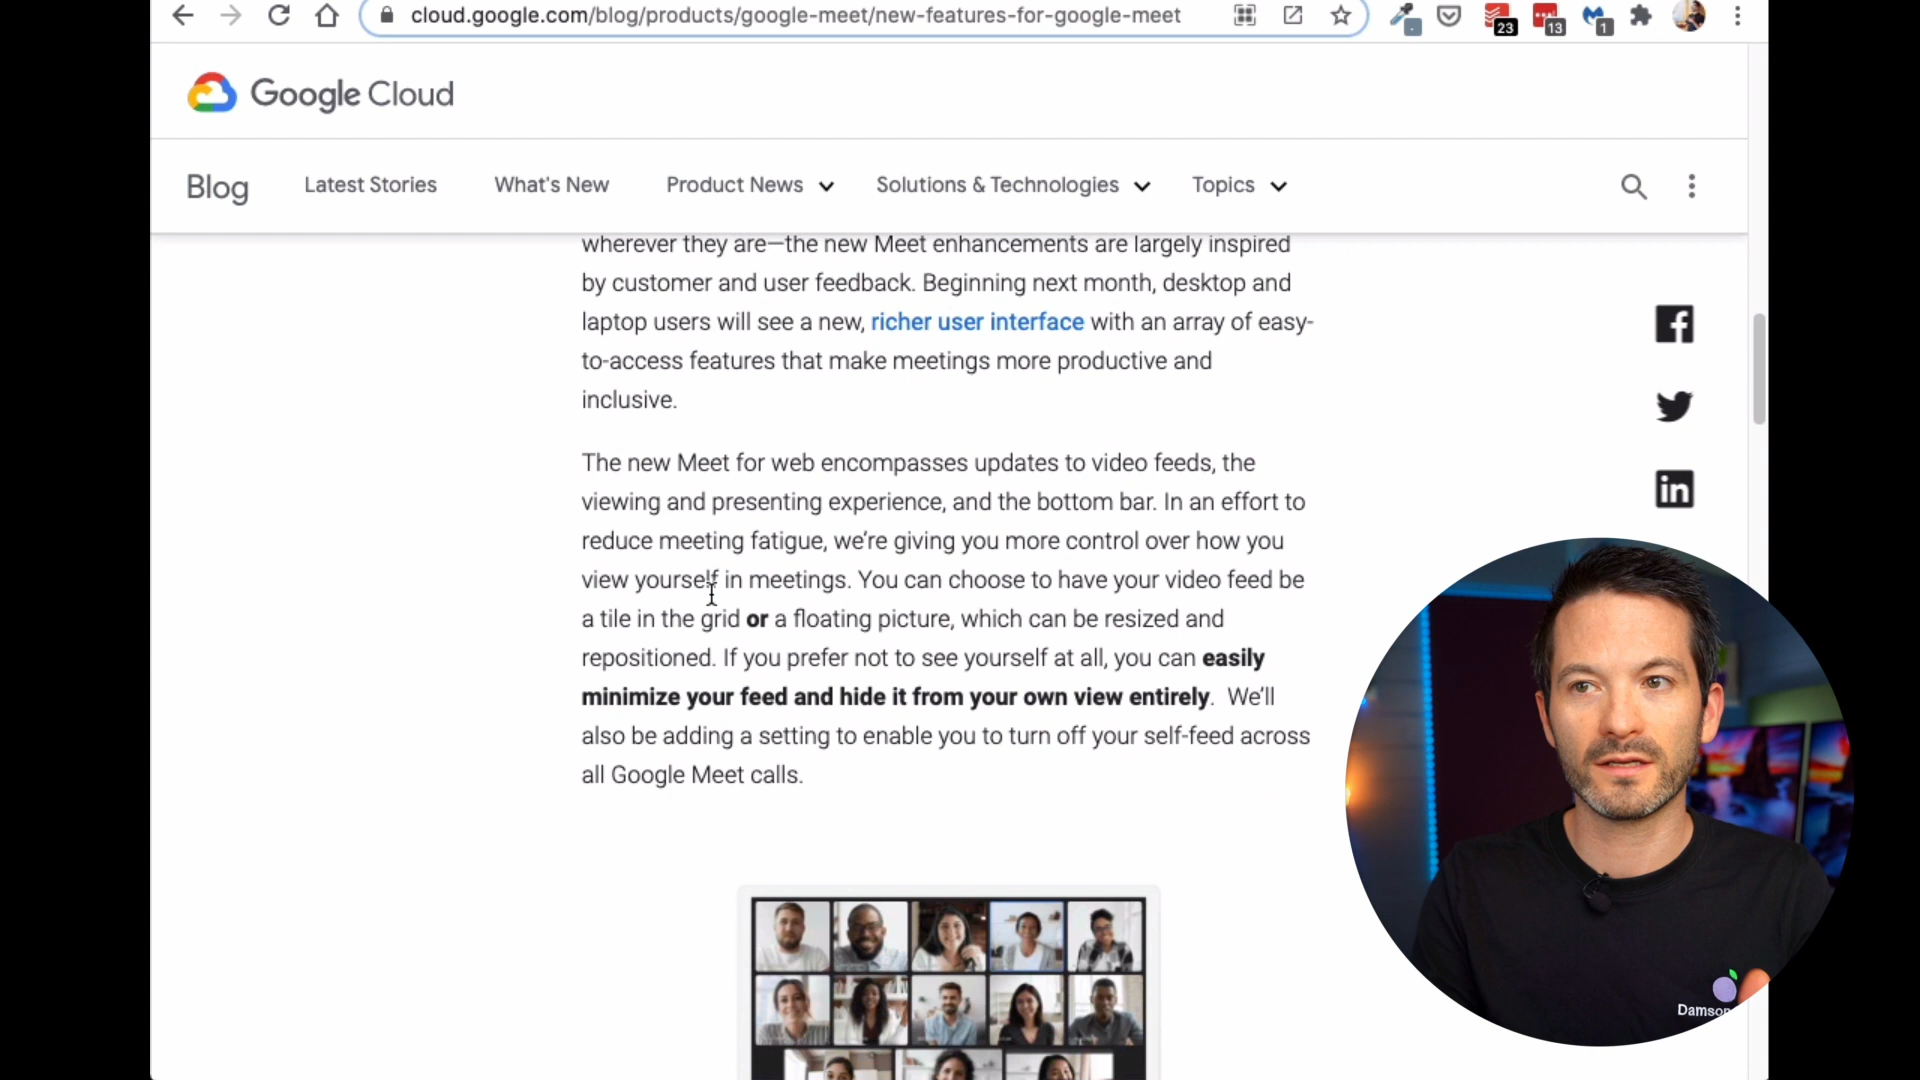 cloud.google.com/blog/products/google-meet/new-features-for-google-meet
23
13
1
Google Cloud
Blog
Latest Stories
What's New
Product News
Solutions & Technologies
Topics
wherever they are—the new Meet enhancements are largely inspired
by customer and user feedback. Beginning next month, desktop and
laptop users will see a new, richer user interface with an array of easy-
to-access features that make meetings more productive and
inclusive.
The new Meet for web encompasses updates to video feeds, the
viewing and presenting experience, and the bottom bar. In an effort to
reduce meeting fatigue, we're giving you more control over how you
view yourself in meetings. You can choose to have your video feed be
a tile in the grid or a floating picture, which can be resized and
repositioned. If you prefer not to see yourself at all, you can easily
minimize your feed and hide it from your own view entirely.  We'll
also be adding a setting to enable you to turn off your self-feed across
all Google Meet calls.
f
in
Damson